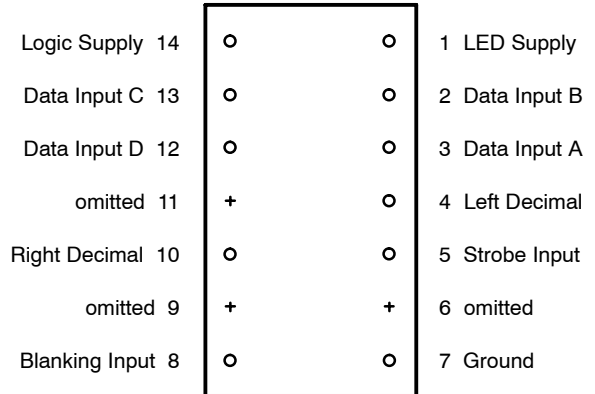 Logic Supply 14 1 LED Supply
Data Input C 13 2 Data Input B
Data Input D 12 3 Data Input A
omitted 11 4 Left Decimal
Right Decimal 10 5 Strobe Input
omitted 9 6 omitted
Blanking Input 8 7 Ground